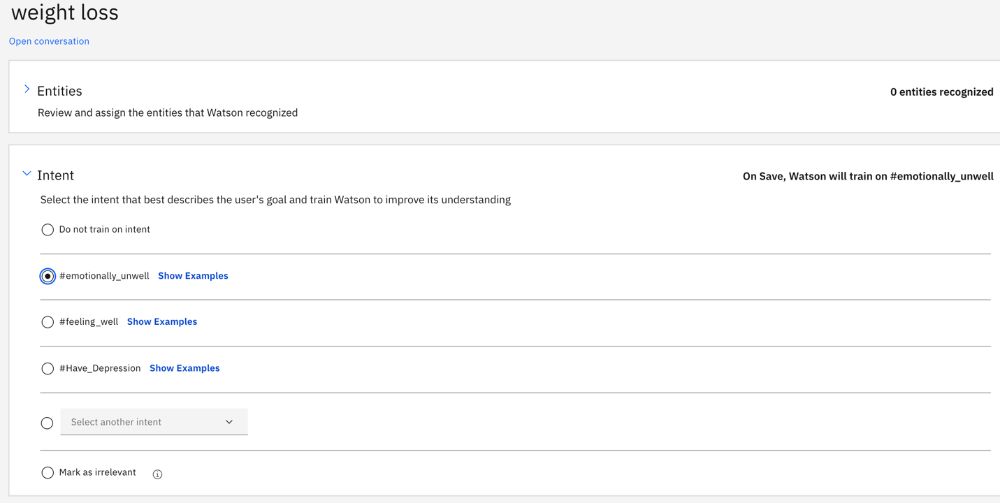 weight loss
Open conversation
Entities
0 entities recognized
Review and assign the entities that Watson recognized
Intent
On Save, Watson will train on #emotionally_unwell
Select the intent that best describes the user's goal and train Watson to improve its understanding
Do not train on intent
#emotionally_unwell Show Examples
#feeling_well Show Examples
#Have_Depression Show Examples
Select another intent
Mark as irrelevant